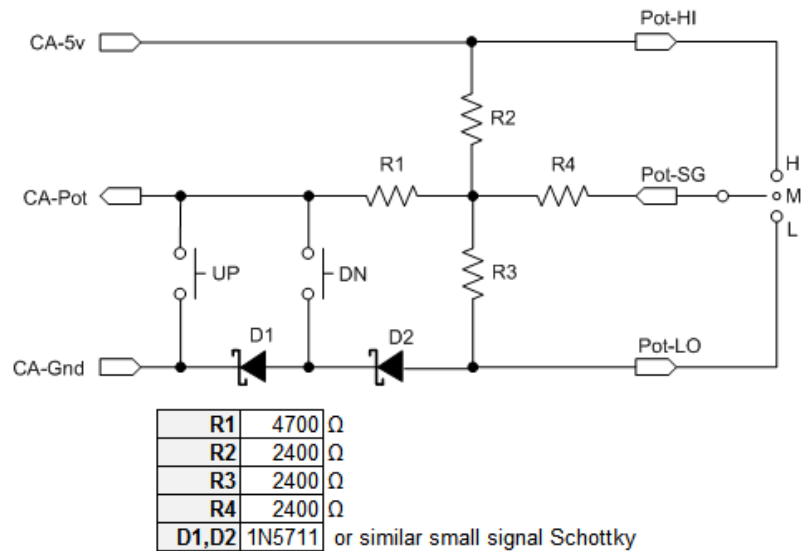 Pot-HI
CA-5v
R2
H
R1
R4
Pot-SG
CA-Pot
M
L
UP
DN
R3
D1
D2
Pot-LO
CA-Gnd
R1 4700 Ω
R2 2400 Ω
R3 2400 Ω
R4 2400 Ω
D1,D2 1N5711 or similar small signal Schottky